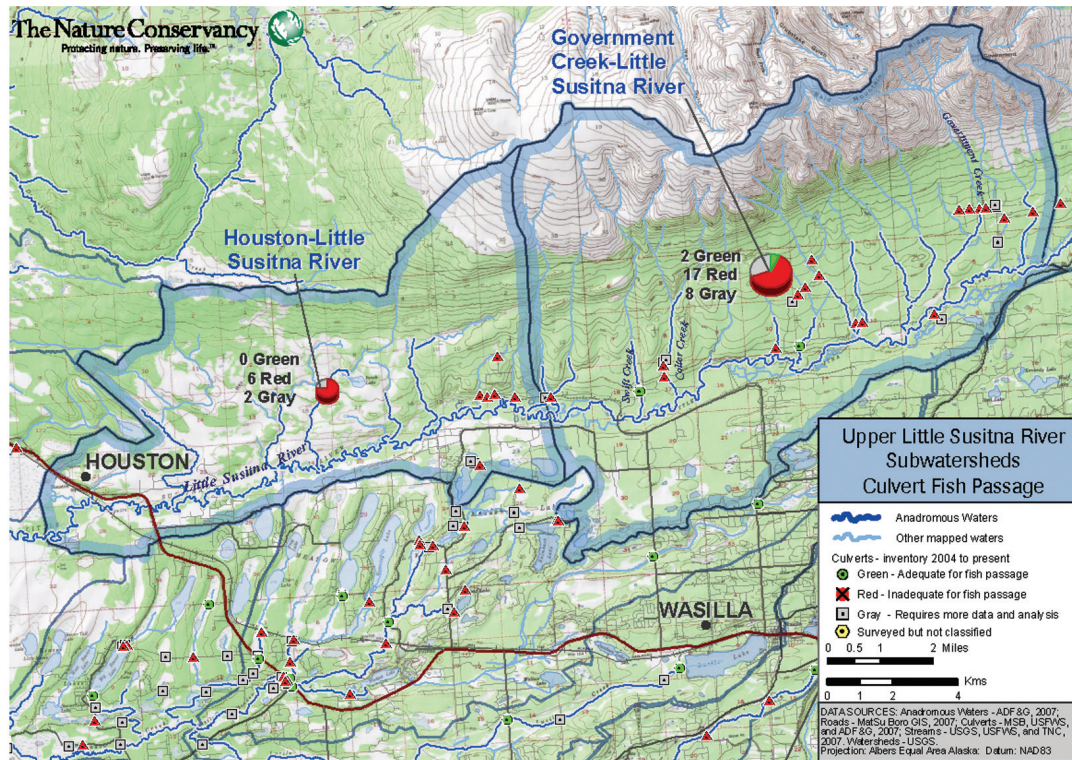 The Nature Conservancy
Protecting nature. Preserving life.™
Government
Creek-Little
Susitna River
Houston-Little
Susitna River
2 Green
17 Red
8 Gray
0 Green
6 Red
2 Gray
Government Creek
Swift Creek
Collar Creek
Little Susitna River
HOUSTON
WASILLA
Upper Little Susitna River
Subwatersheds
Culvert Fish Passage
Anadromous Waters
Other mapped waters
Culverts - inventory 2004 to present
Green - Adequate for fish passage
Red - Inadequate for fish passage
Gray - Requires more data and analysis
Surveyed but not classified
0 0.5 1 2 Miles
Kms
0 1 2 4
DATA SOURCES: Anadromous Waters - ADF&G, 2007;
Roads - MatSu Boro GIS, 2007; Culverts - MSB, USFWS,
and ADF&G, 2007; Streams - USGS, USFWS, and TNC,
2007. Watersheds - USGS.
Projection: Albers Equal Area Alaska: Datum: NAD83